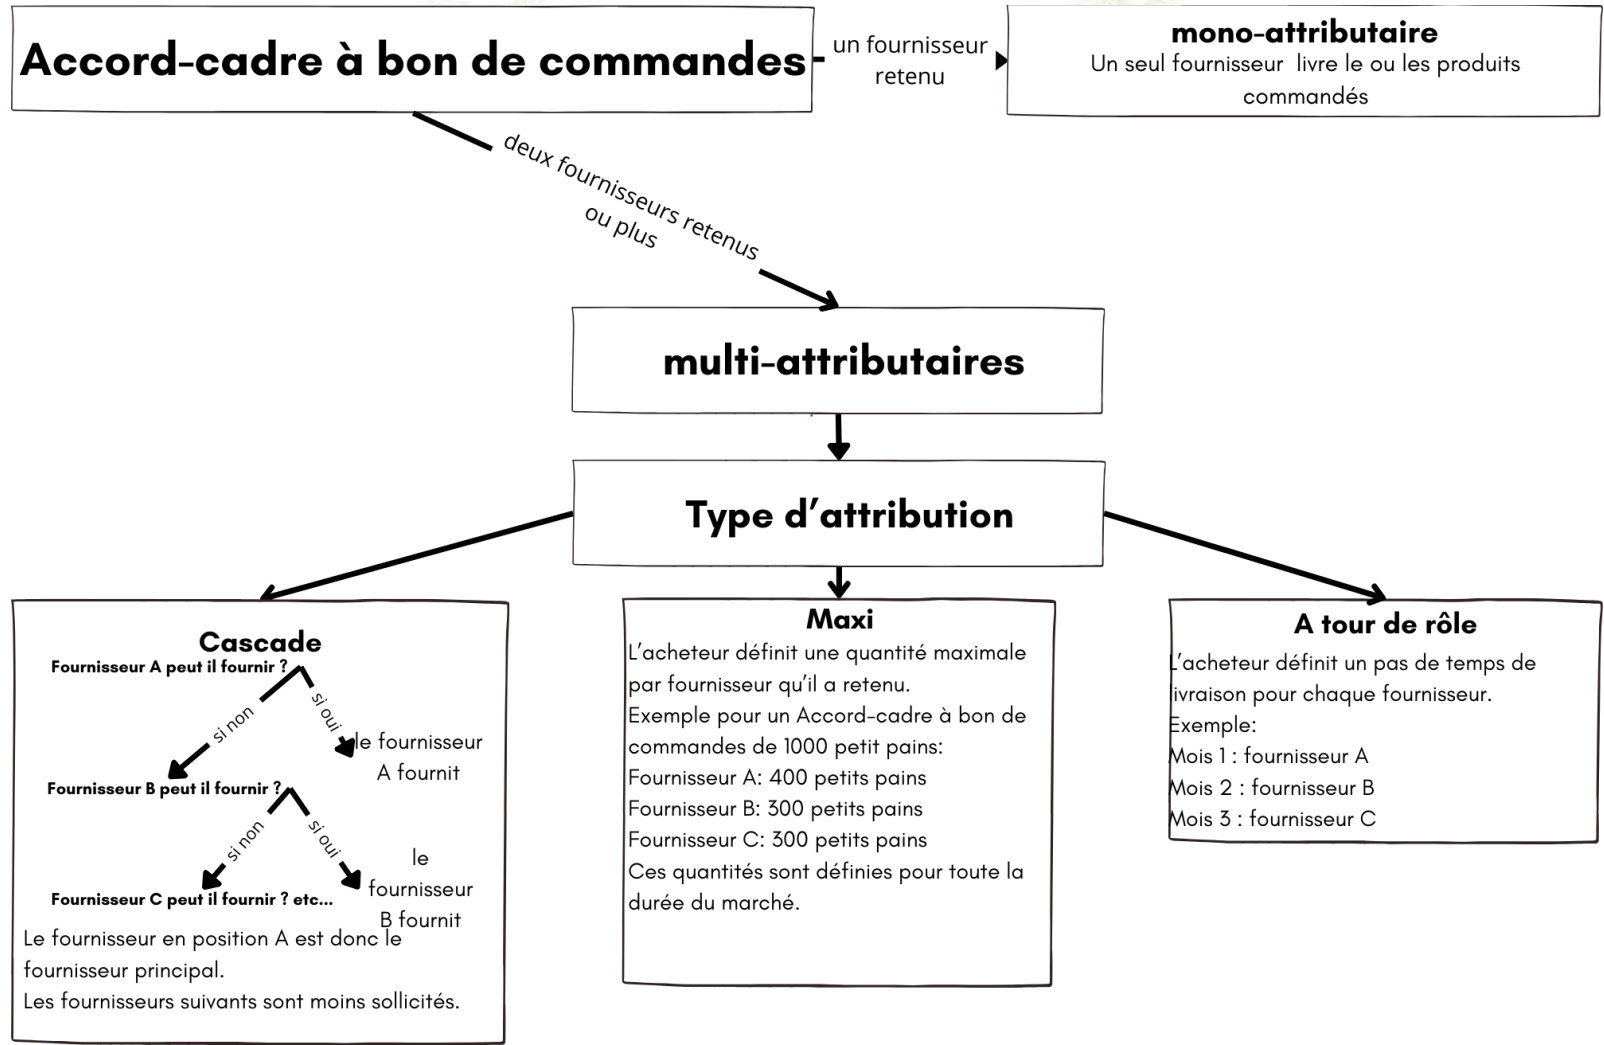 Accord-cadre à bon de commandes
un fournisseur
retenu
mono-attributaire
Un seul fournisseur livre le ou les produits
commandés
deux fournisseurs retenus
ou plus
multi-attributaires
Type d'attribution
Cascade
Fournisseur A peut il fournir ?
si non
si oui
le fournisseur
A fournit
Fournisseur B peut il fournir ?
si non
si oui
le
fournisseur
B fournit
Fournisseur C peut il fournir ? etc...
Le fournisseur en position A est donc le
fournisseur principal.
Les fournisseurs suivants sont moins sollicités.
Maxi
L'acheteur définit une quantité maximale
par fournisseur qu'il a retenu.
Exemple pour un Accord-cadre à bon de
commandes de 1000 petit pains:
Fournisseur A: 400 petits pains
Fournisseur B: 300 petits pains
Fournisseur C: 300 petits pains
Ces quantités sont définies pour toute la
durée du marché.
A tour de rôle
L'acheteur définit un pas de temps de
livraison pour chaque fournisseur.
Exemple:
Mois 1 : fournisseur A
Mois 2 : fournisseur B
Mois 3 : fournisseur C